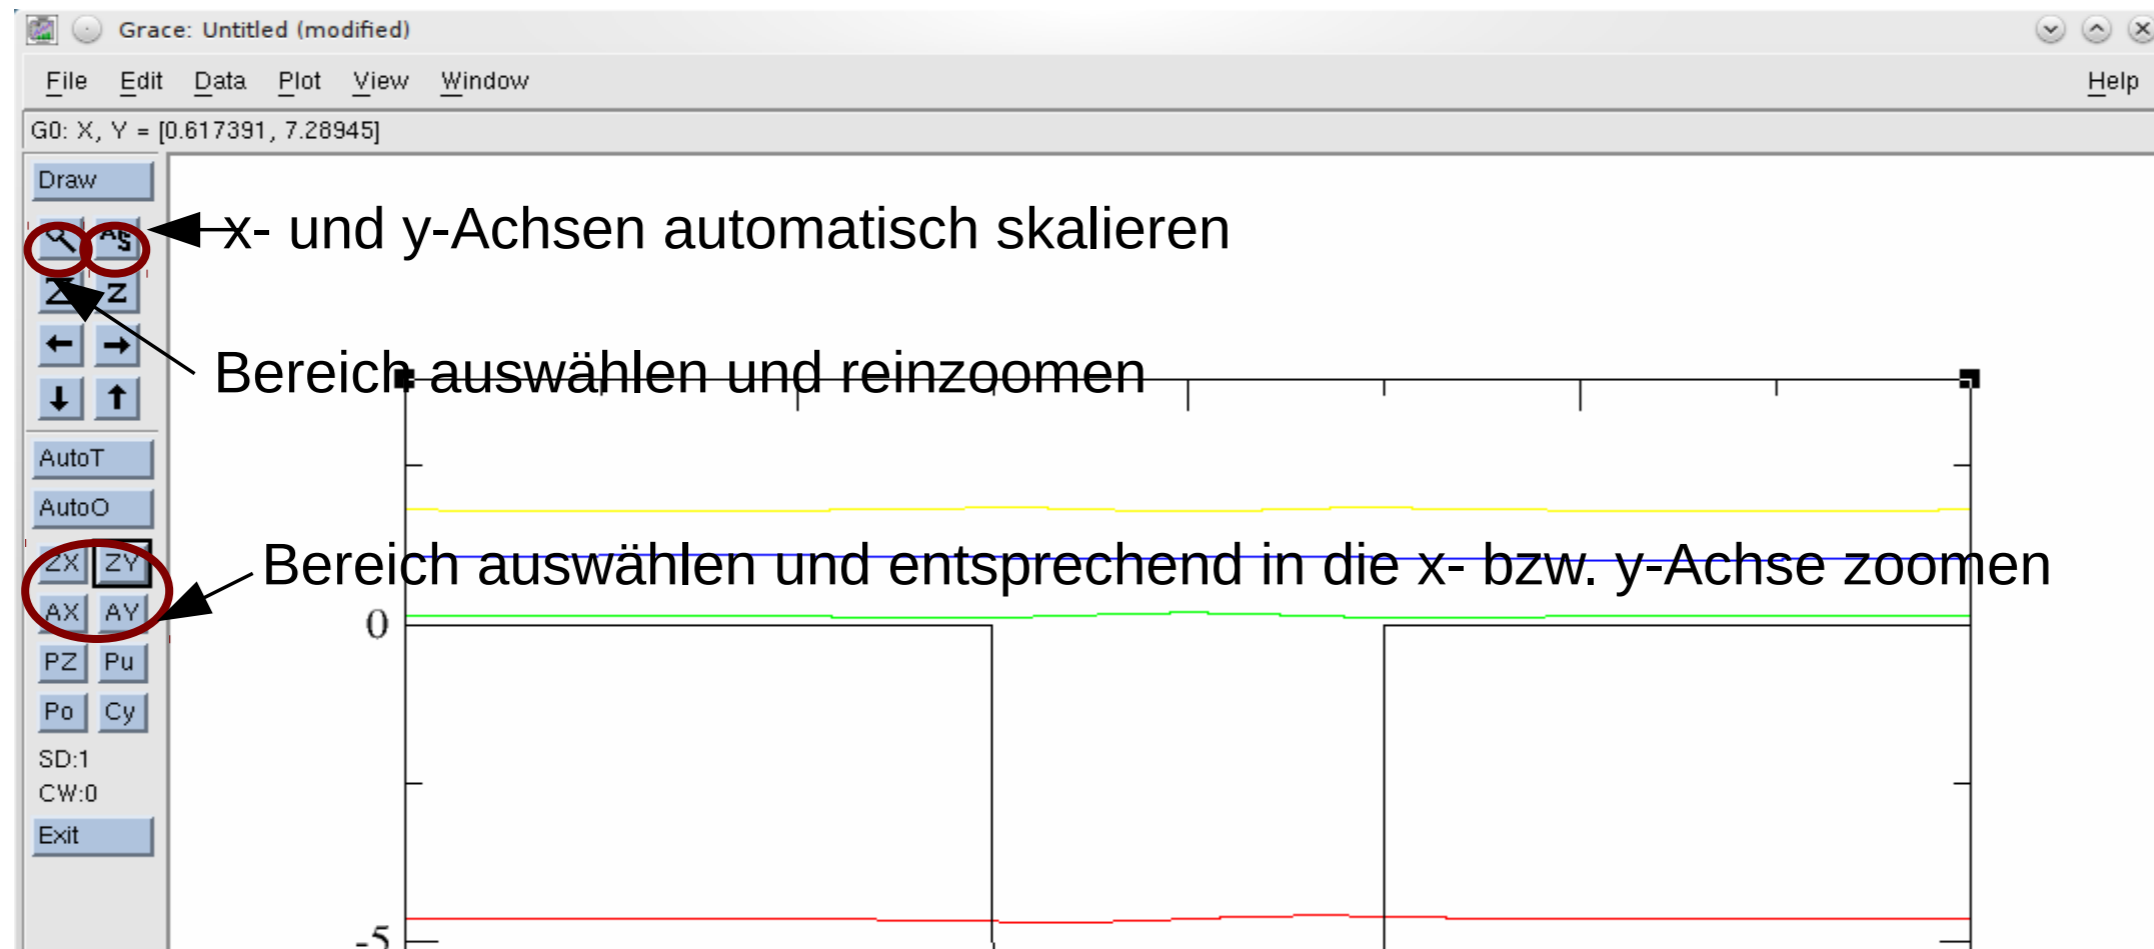 Grace: Untitled (modified)
File Edit Data Plot View Window Help
G0: X, Y = [0.617391, 7.28945]
Draw
AS x- und y-Achsen automatisch skalieren
Z Z
Bereich auswählen und reinzoomen
AutoT
AutoO
ZX ZY Bereich auswählen und entsprechend in die x- bzw. y-Achse zoomen
AX AY
0
PZ Pu
Po Cy
SD:1
CW:0
Exit
-5